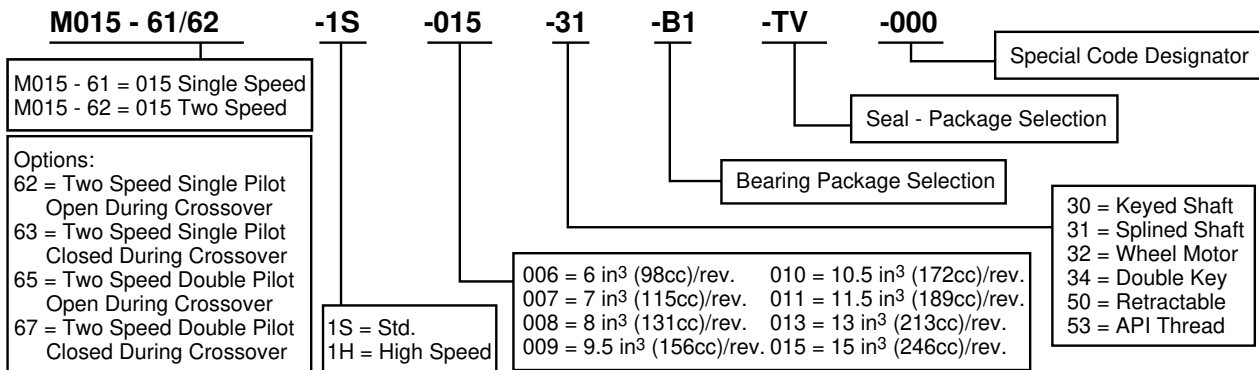 M015 - 61/62 -1S -015 -31 -B1 -TV -000
Special Code Designator
M015 - 61 = 015 Single Speed
M015 - 62 = 015 Two Speed
Seal - Package Selection
Bearing Package Selection
Options:
62 = Two Speed Single Pilot
Open During Crossover
63 = Two Speed Single Pilot
Closed During Crossover
65 = Two Speed Double Pilot
Open During Crossover
67 = Two Speed Double Pilot
Closed During Crossover
1S = Std.
1H = High Speed
006 = 6 in³ (98cc)/rev. 010 = 10.5 in³ (172cc)/rev.
007 = 7 in³ (115cc)/rev. 011 = 11.5 in³ (189cc)/rev.
008 = 8 in³ (131cc)/rev. 013 = 13 in³ (213cc)/rev.
009 = 9.5 in³ (156cc)/rev. 015 = 15 in³ (246cc)/rev.
30 = Keyed Shaft
31 = Splined Shaft
32 = Wheel Motor
34 = Double Key
50 = Retractable
53 = API Thread